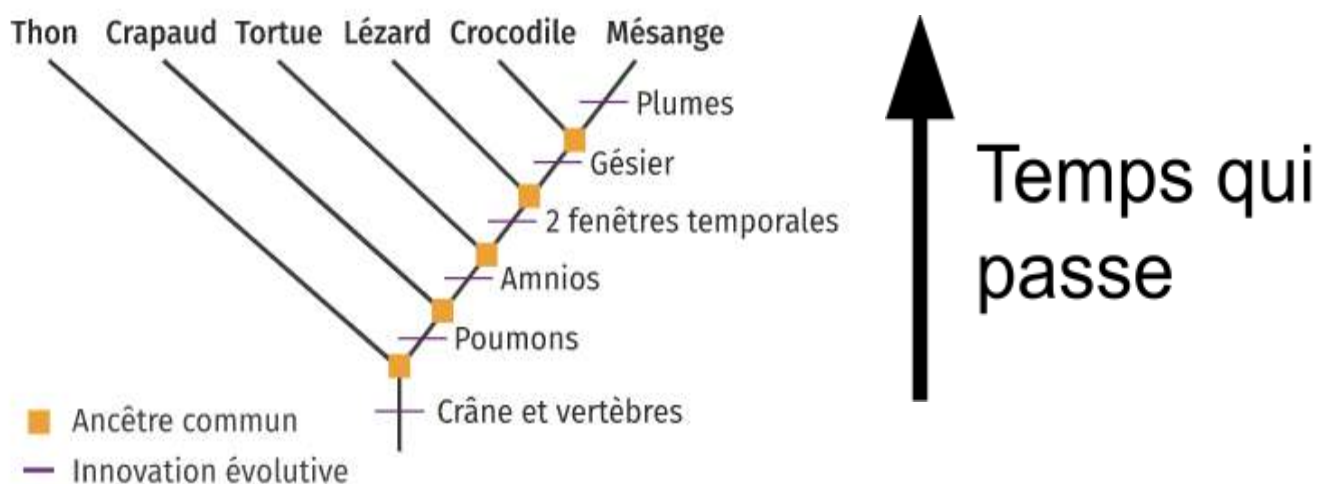 Thon Crapaud Tortue Lézard Crocodile Mésange
Plumes
Gésier
2 fenêtres temporales
Amnios
Poumons
Crâne et vertèbres
Ancêtre commun
Innovation évolutive
Temps qui
passe